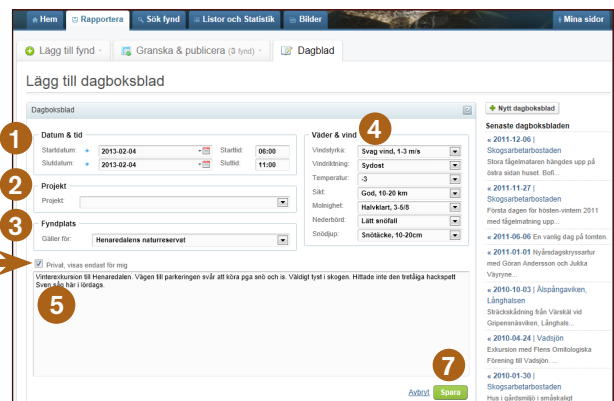 Hem Rapportera Sök fynd Listor och Statistik Bilder Mina sidor
Lägg till fynd Granska & publicera (3 fynd) Dagblad
Lägg till dagboksblad
Dagboksblad
1
Datum & tid
Startdatum: 2013-02-04 Starttid: 06:00
Slutdatum: 2013-02-04 Sluttid: 11:00
2
Projekt
Projekt:
3
Fyndplats
Gäller för: Henaredalens naturreservat
4
Väder & vind
Vindstyrka: Svag vind, 1-3 m/s
Vindriktning: Sydost
Temperatur: -3
Sikt: God, 10-20 km
Molnighet: Halvklart, 3-5/8
Nederbörd: Lätt snöfall
Snödjup: Snötäcke, 10-20cm
Privat, visas endast för mig
Vinterexkursion till Henaredalen. Vägen till parkeringen svår att köra pga snö och is. Väldigt tyst i skogen. Hittade inte den tretåiga hackspett
Sven såg här i lördags.
5
7
Avbryt Spara
Nytt dagboksblad
Senaste dagboksbladen
« 2011-12-06 |
Skogsarbetarbostaden
Stora fågelmataren hängdes upp på
östra sidan huset. Bofi...
« 2011-11-27 |
Skogsarbetarbostaden
Första dagen för hösten-vintern 2011
med fågelmatning upp...
« 2011-06-06 En vanlig dag på tomten.
« 2011-01-01 Nyårsdagskryssartur
med Göran Andersson och Jukka
Väyryne...
« 2010-10-03 | Älspångaviken,
Långhalsen
Sträckskådning från Värskäl vid
Gripensnäsviken, Långhals...
« 2010-04-24 | Vadsjön
Exkursion med Flens Ornitologiska
Förening till Vadsjön. ...
« 2010-01-30 |
Skogsarbetarbostaden
Hus i gårdsmiljö i småskaligt